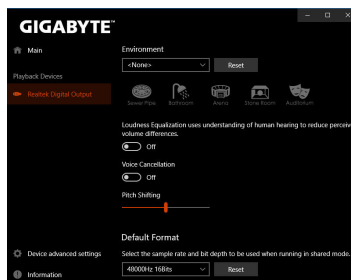 GIGABYTE™
Main
Playback Devices
Realtek Digital Output
Device advanced settings
Information
Environment
<None>
Reset
Sewer Pipe
Bathroom
Arena
Stone Room
Auditorium
Loudness Equalization uses understanding of human hearing to reduce perceive
volume differences.
Off
Voice Cancellation
Off
Pitch Shifting
Default Format
Select the sample rate and bit depth to be used when running in shared mode.
48000Hz 16Bits
Reset